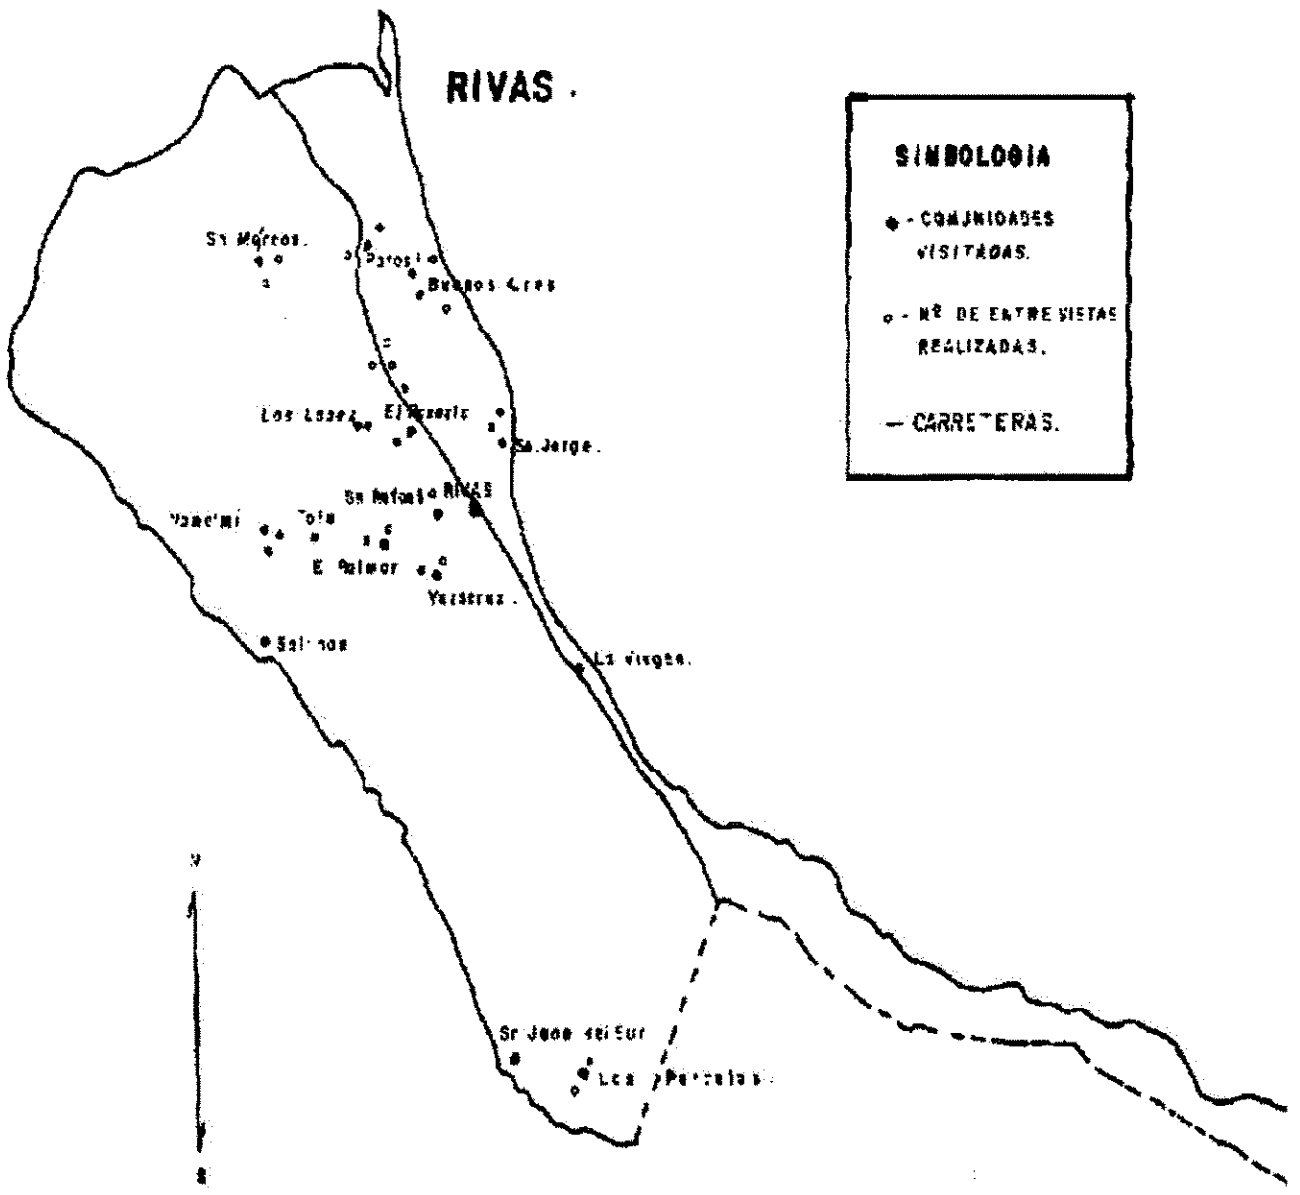 RIVAS.
SIMBOLOGIA
- COMUNIDADES
VISITADAS.
- Nº DE ENTREVISTAS
REALIZADAS.
- CARRETERAS.
Sn Marcos.
Potosi
Buenos Aires
Los Lopez
El Rosario
Sn. Jorge.
Sn Rafael
RIVAS
Tola
El Palmar
Veracruz.
Salinas
La Virgen.
Sn Juan del Sur
Los
S